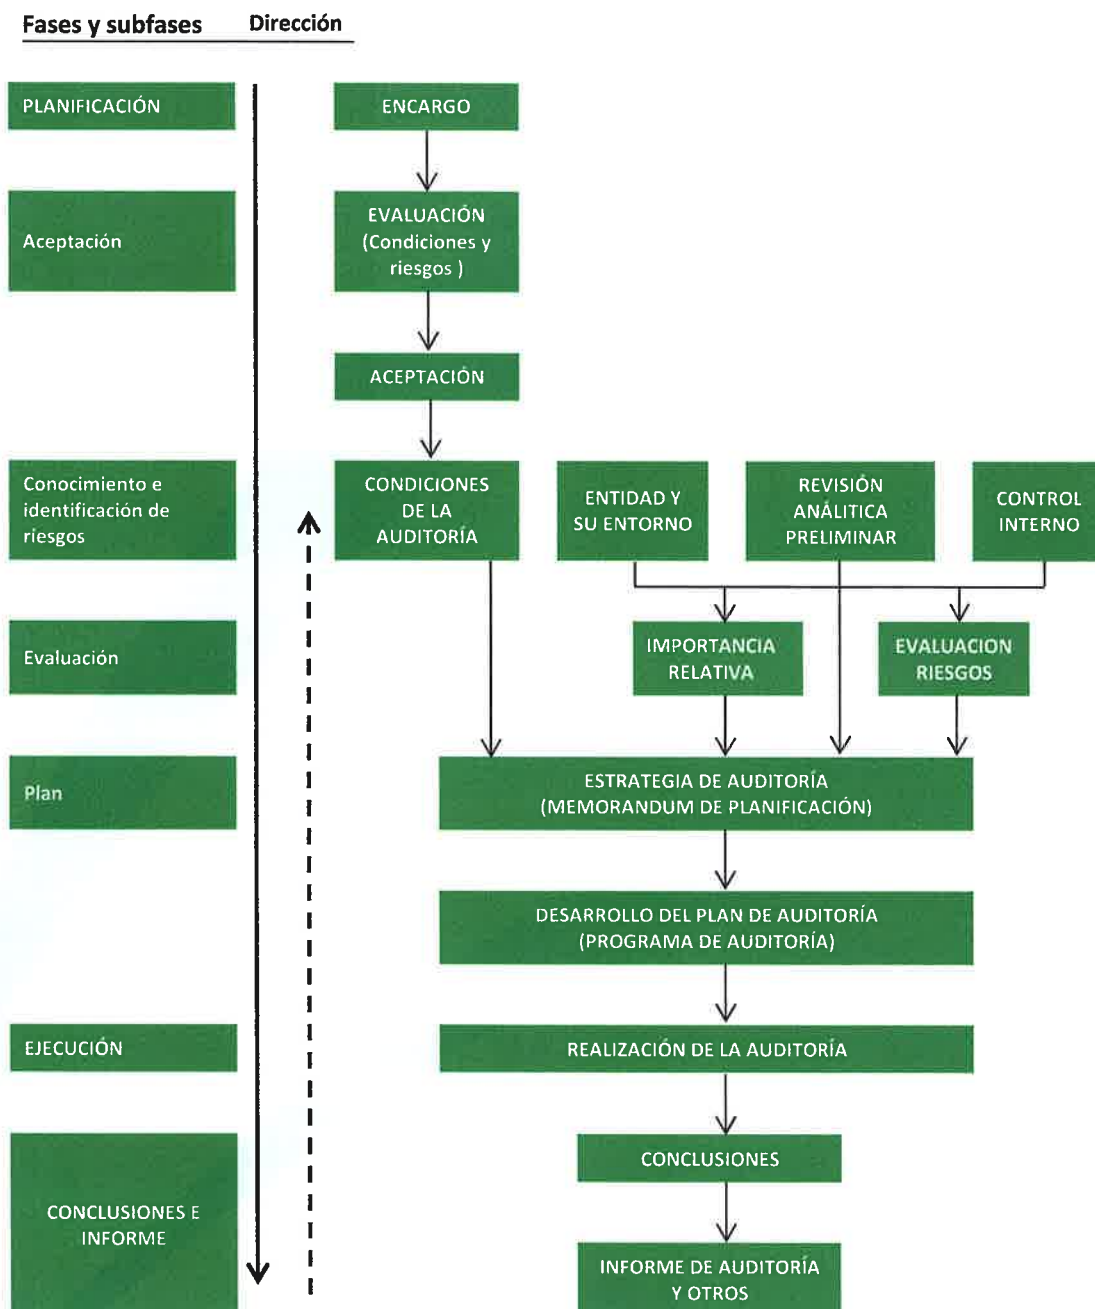 Fases y subfases Dirección
PLANIFICACIÓN
ENCARGO
Aceptación
EVALUACIÓN
(Condiciones y
riesgos )
ACEPTACIÓN
Conocimiento e
identificación de
riesgos
CONDICIONES
DE LA
AUDITORÍA
ENTIDAD Y
SU ENTORNO
REVISIÓN
ANÁLITICA
PRELIMINAR
CONTROL
INTERNO
Evaluación
IMPORTANCIA
RELATIVA
EVALUACION
RIESGOS
Plan
ESTRATEGIA DE AUDITORÍA
(MEMORANDUM DE PLANIFICACIÓN)
DESARROLLO DEL PLAN DE AUDITORÍA
(PROGRAMA DE AUDITORÍA)
EJECUCIÓN
REALIZACIÓN DE LA AUDITORÍA
CONCLUSIONES E
INFORME
CONCLUSIONES
INFORME DE AUDITORÍA
Y OTROS